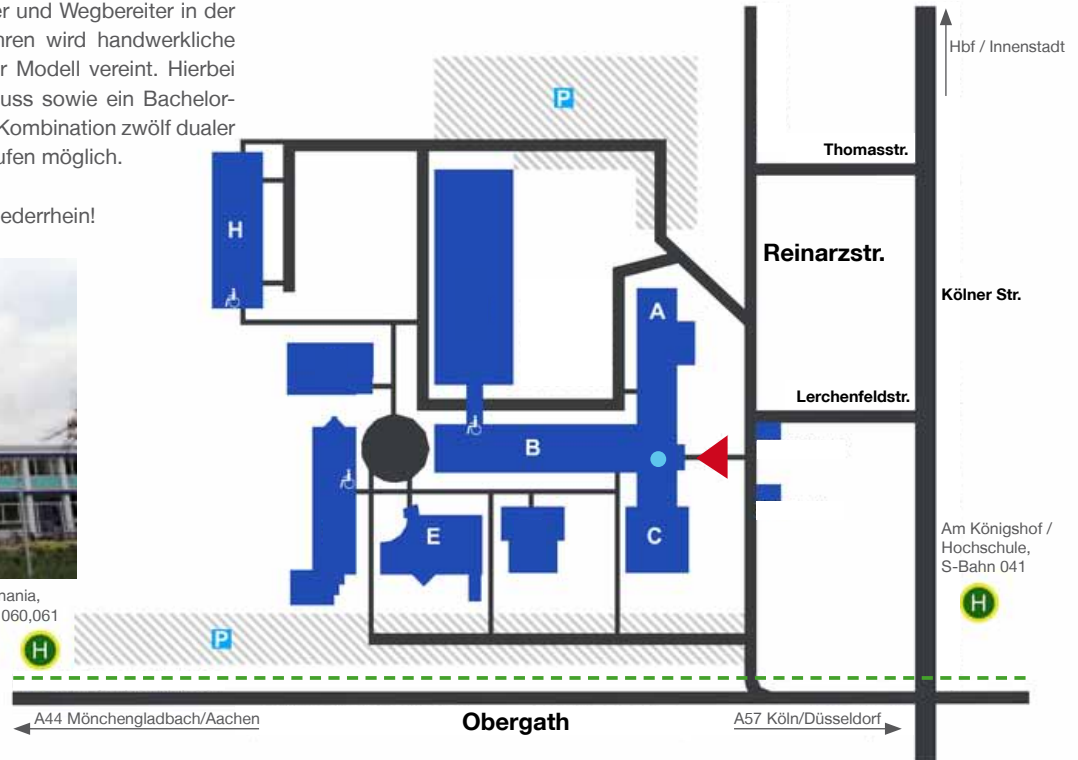 er und Wegbereiter in der
hren wird handwerkliche
r Modell vereint. Hierbei
uss sowie ein Bachelor-
Kombination zwölf dualer
ufen möglich.
ederrhein!
Hbf / Innenstadt
P
Thomasstr.
H
Reinarzstr.
A
Kölner Str.
Lerchenfeldstr.
B
E
C
Am Königshof /
Hochschule,
S-Bahn 041
H
nania,
060,061
H
P
A44 Mönchengladbach/Aachen
Obergath
A57 Köln/Düsseldorf